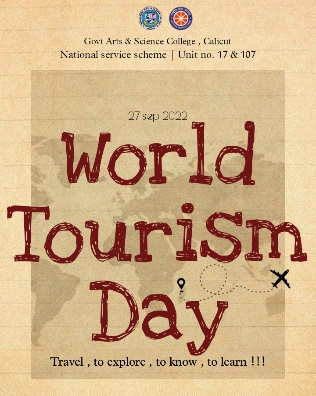 Govt Arts & Science College , Calicut
National service scheme | Unit no. 17 & 107
27 sep 2022
World
Tourism
Day
Travel , to explore , to know , to learn !!!